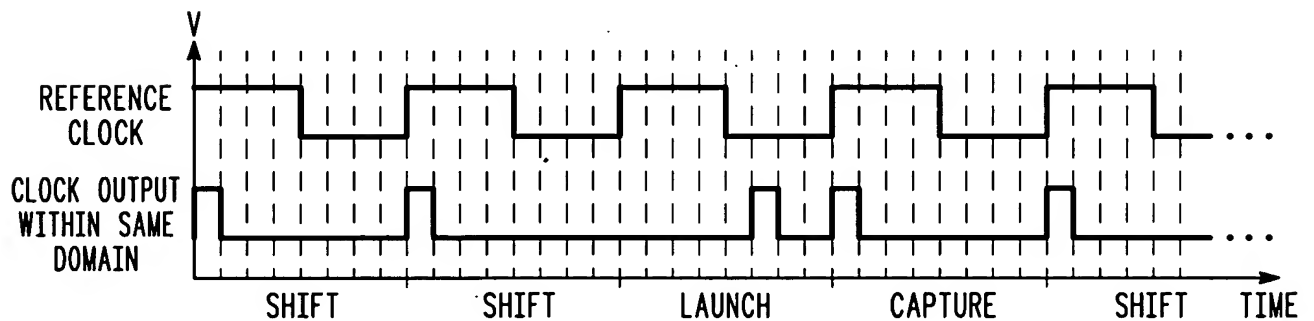 V
REFERENCE
CLOCK
CLOCK OUTPUT
WITHIN SAME
DOMAIN
SHIFT SHIFT LAUNCH CAPTURE SHIFT TIME